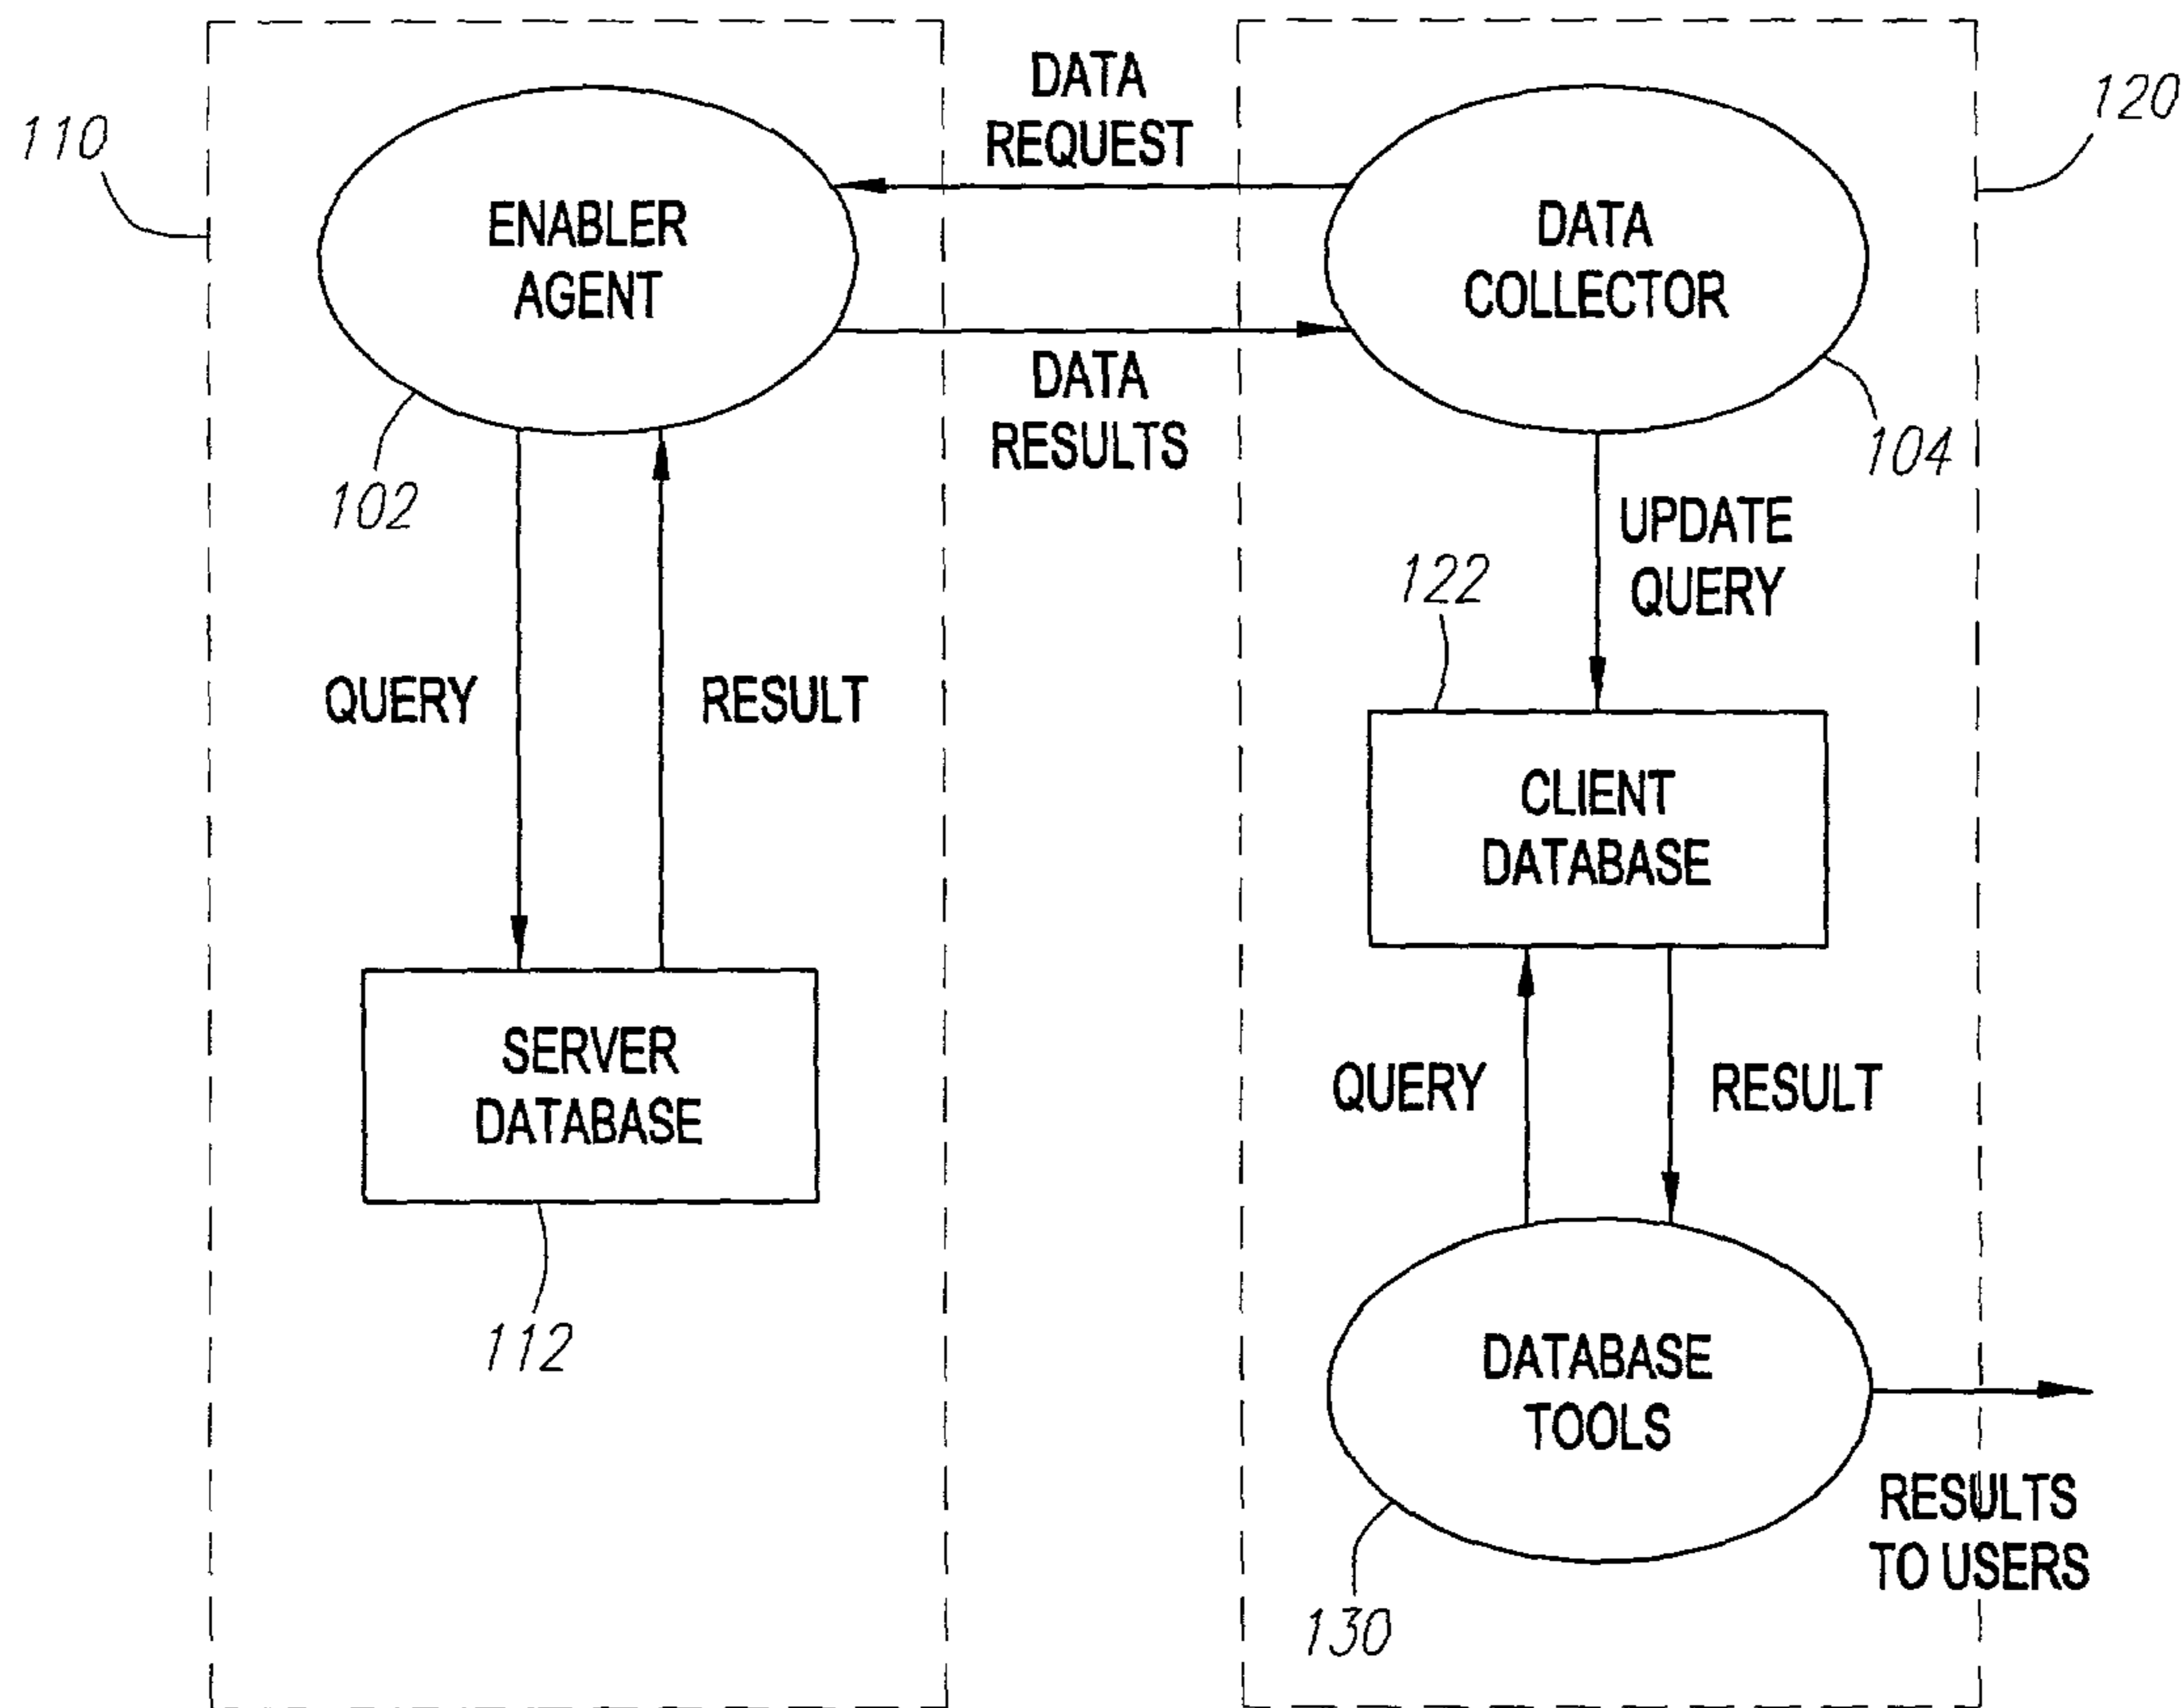 110
120
DATA
REQUEST
ENABLER
AGENT
DATA
COLLECTOR
DATA
RESULTS
102
104
UPDATE
QUERY
122
QUERY
RESULT
CLIENT
DATABASE
SERVER
DATABASE
QUERY
RESULT
112
DATABASE
TOOLS
RESULTS
TO USERS
130